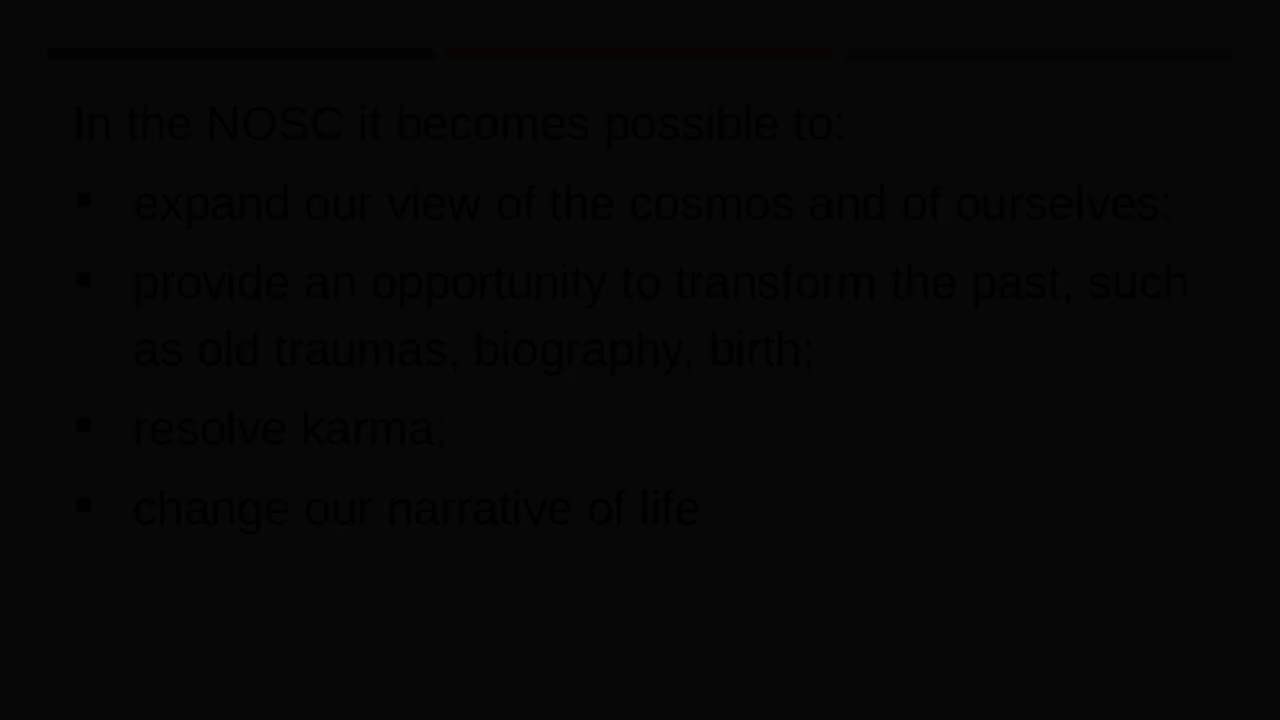 In the NOSC it becomes possible to:
▪ expand our view of the cosmos and of ourselves:
▪ provide an opportunity to transform the past, such
as old traumas, biography, birth;
▪ resolve karma;
▪ change our narrative of life